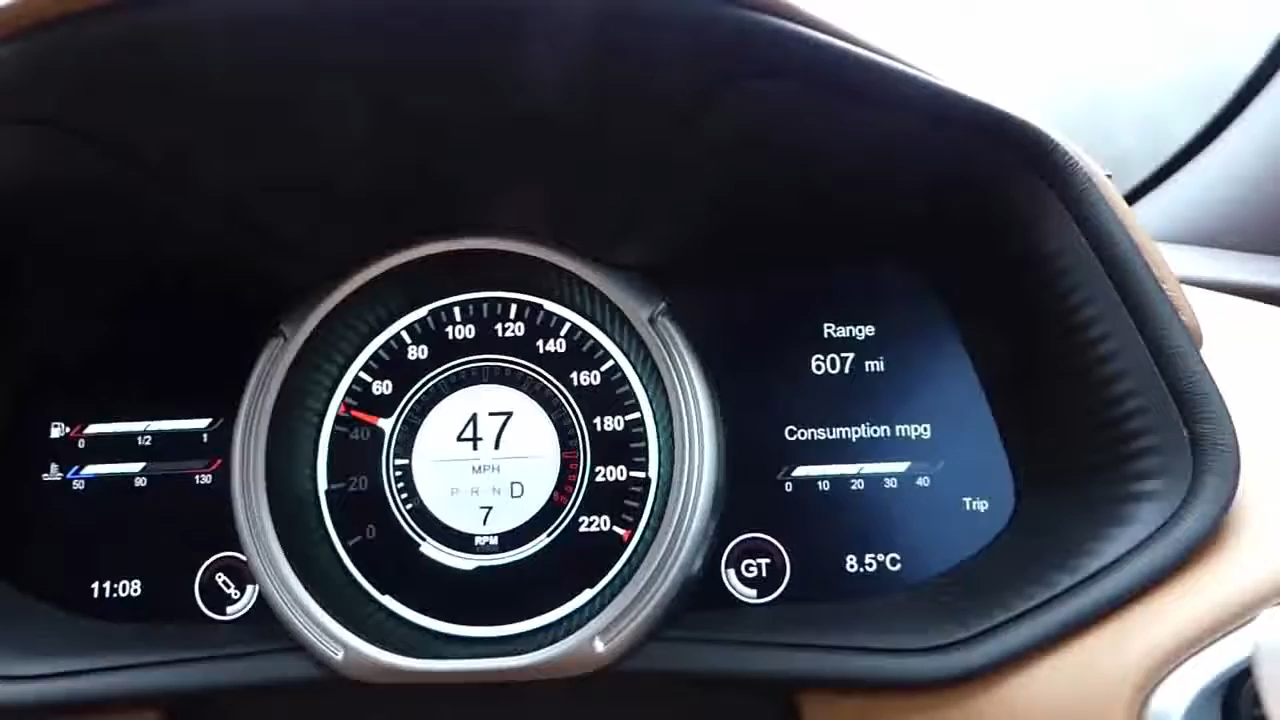 0 1/2 1
50 90 130
11:08
0
20
40
60
80
100
120
140
160
180
200
220
47
MPH
P R N D
7
RPM
Range
607 mi
Consumption mpg
0 10 20 30 40
Trip
GT
8.5°C